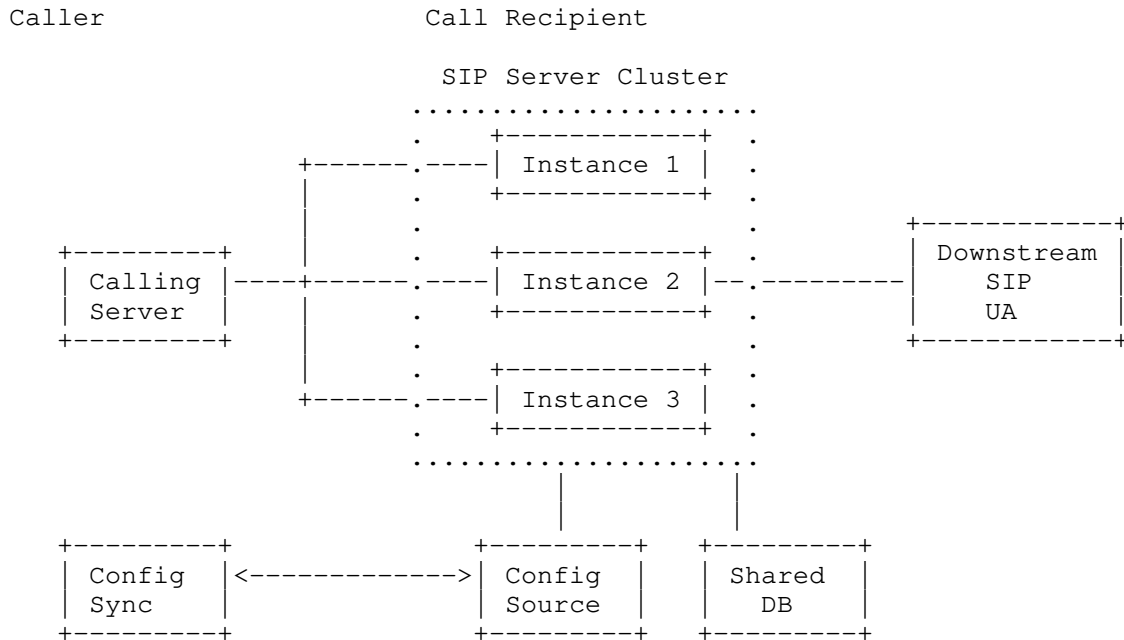 Caller Call Recipient
SIP Server Cluster
Instance 1
Calling Server
Instance 2
Downstream SIP UA
Instance 3
Config Sync
Config Source
Shared DB